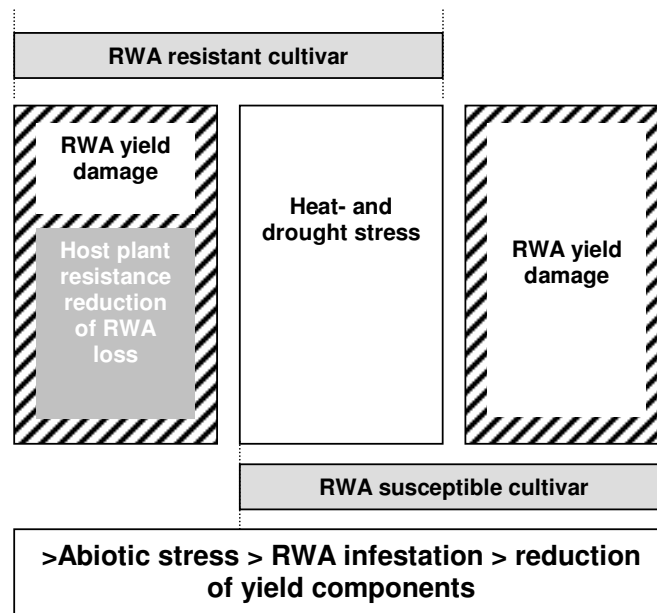 RWA resistant cultivar
RWA yield
damage
Host plant
resistance
reduction
of RWA
loss
Heat- and
drought stress
RWA yield
damage
RWA susceptible cultivar
>Abiotic stress > RWA infestation > reduction
of yield components